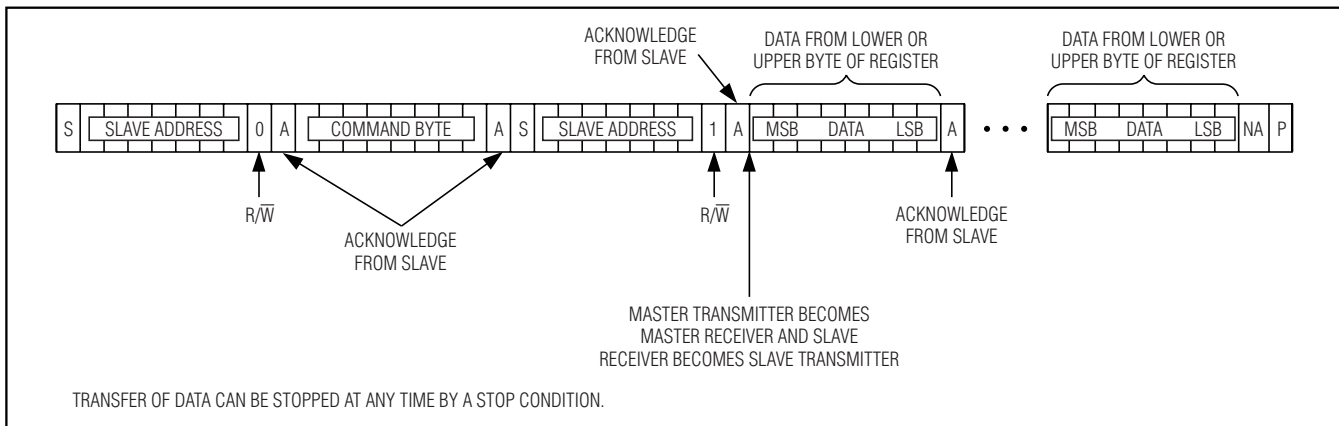 ACKNOWLEDGE
FROM SLAVE
DATA FROM LOWER OR
UPPER BYTE OF REGISTER
DATA FROM LOWER OR
UPPER BYTE OF REGISTER
S SLAVE ADDRESS 0 A COMMAND BYTE A S SLAVE ADDRESS 1 A MSB DATA LSB A • • • MSB DATA LSB NA P
R/W̅
ACKNOWLEDGE
FROM SLAVE
R/W̅
ACKNOWLEDGE
FROM SLAVE
MASTER TRANSMITTER BECOMES
MASTER RECEIVER AND SLAVE
RECEIVER BECOMES SLAVE TRANSMITTER
TRANSFER OF DATA CAN BE STOPPED AT ANY TIME BY A STOP CONDITION.